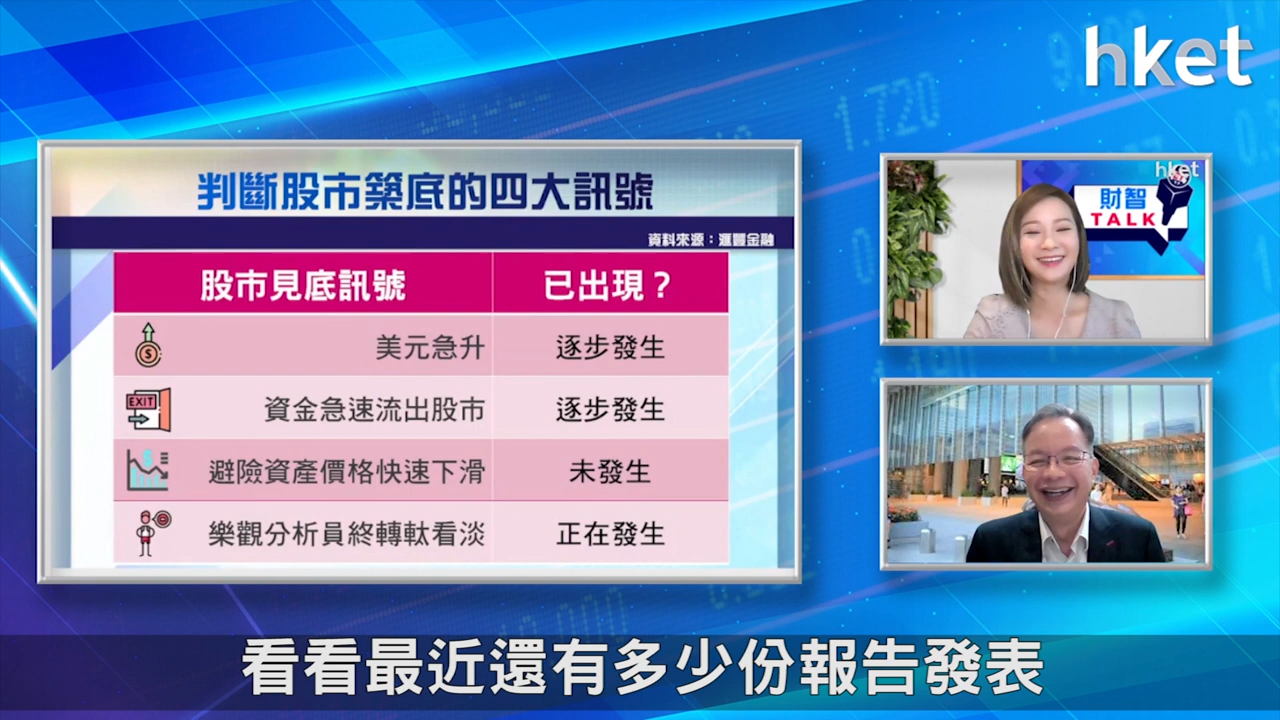 hket
判斷股市築底的四大訊號
資料來源：滙豐金融
股市見底訊號 已出現？
美元急升 逐步發生
EXIT 資金急速流出股市 逐步發生
避險資產價格快速下滑 未發生
樂觀分析員終轉軚看淡 正在發生
hket
財智
TALK
看看最近還有多少份報告發表